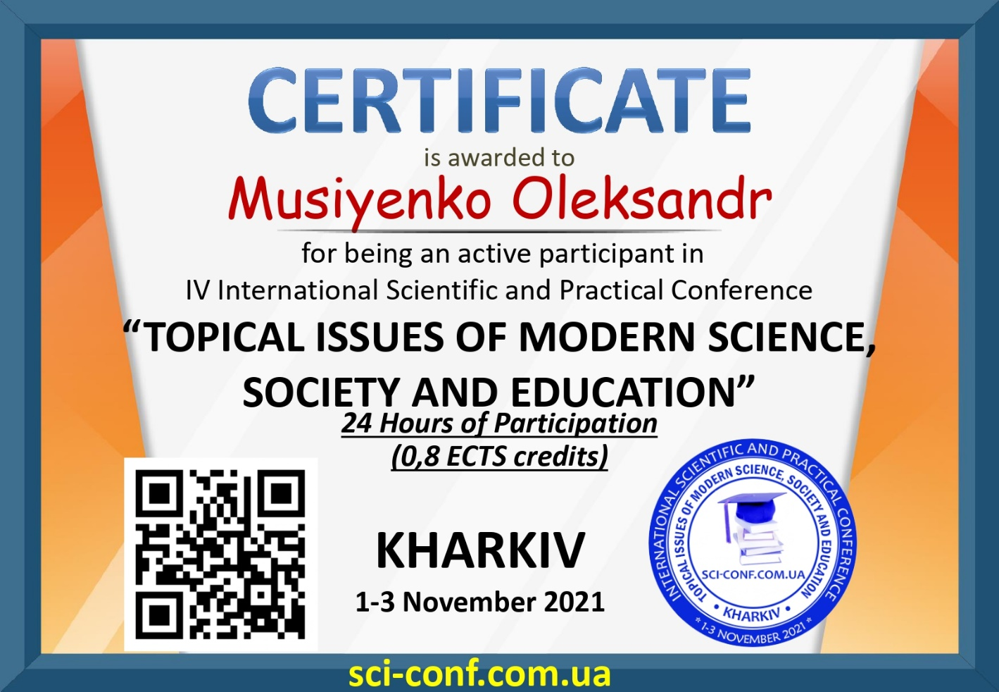 CERTIFICATE
is awarded to
Musiyenko Oleksandr
for being an active participant in
IV International Scientific and Practical Conference
“TOPICAL ISSUES OF MODERN SCIENCE,
SOCIETY AND EDUCATION”
24 Hours of Participation
(0,8 ECTS credits)
KHARKIV
1-3 November 2021
INTERNATIONAL SCIENTIFIC AND PRACTICAL CONFERENCE
TOPICAL ISSUES OF MODERN SCIENCE, SOCIETY AND EDUCATION
SCI-CONF.COM.UA
• KHARKIV •
* 1-3 NOVEMBER 2021 *
sci-conf.com.ua